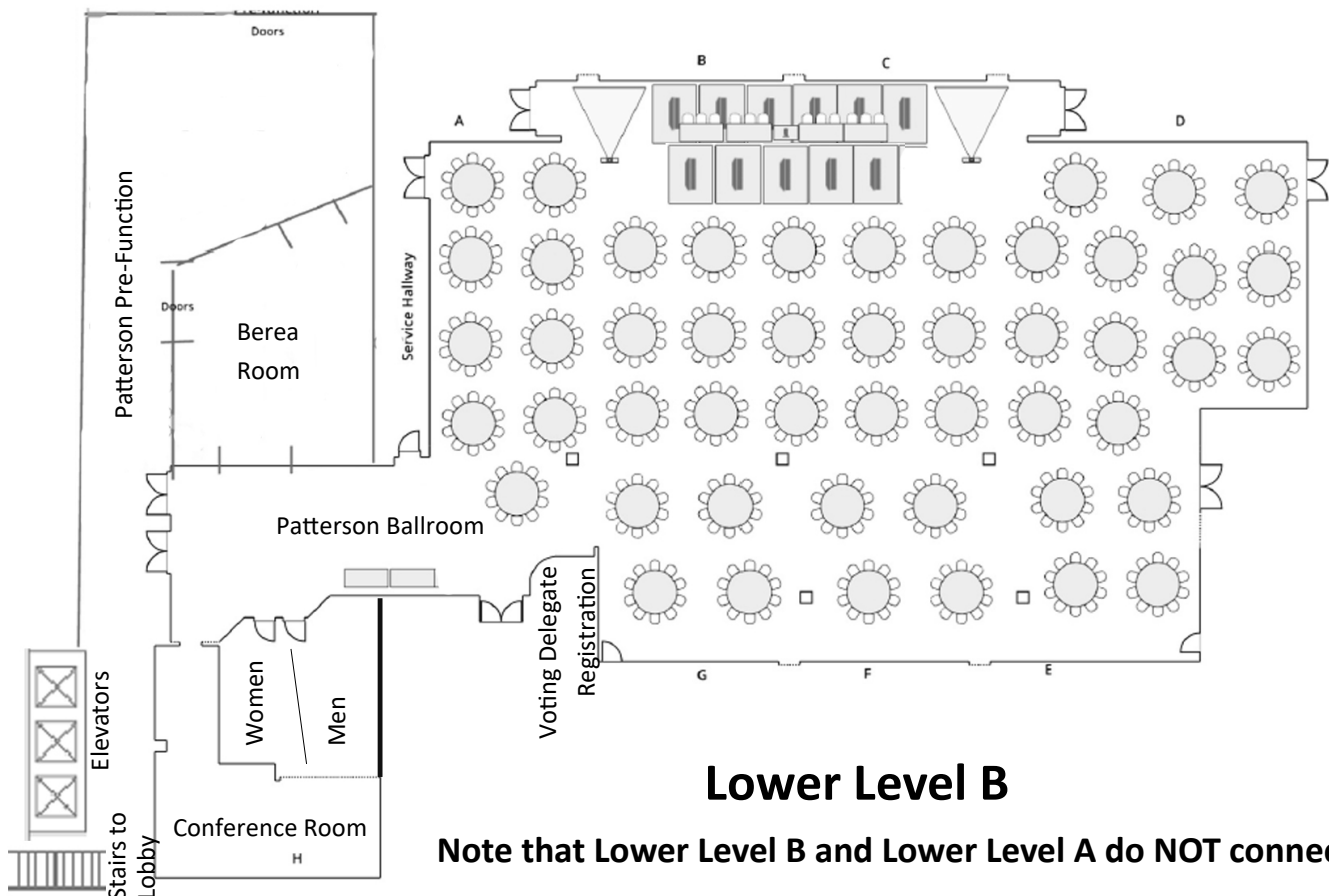 Doors
B
C
A
D
Patterson Pre-Function
Service Hallway
Doors
Berea
Room
Patterson Ballroom
Voting Delegate
Registration
G
F
E
Women
Men
Elevators
Stairs to
Lobby
Conference Room
H
Lower Level B
Note that Lower Level B and Lower Level A do NOT connec